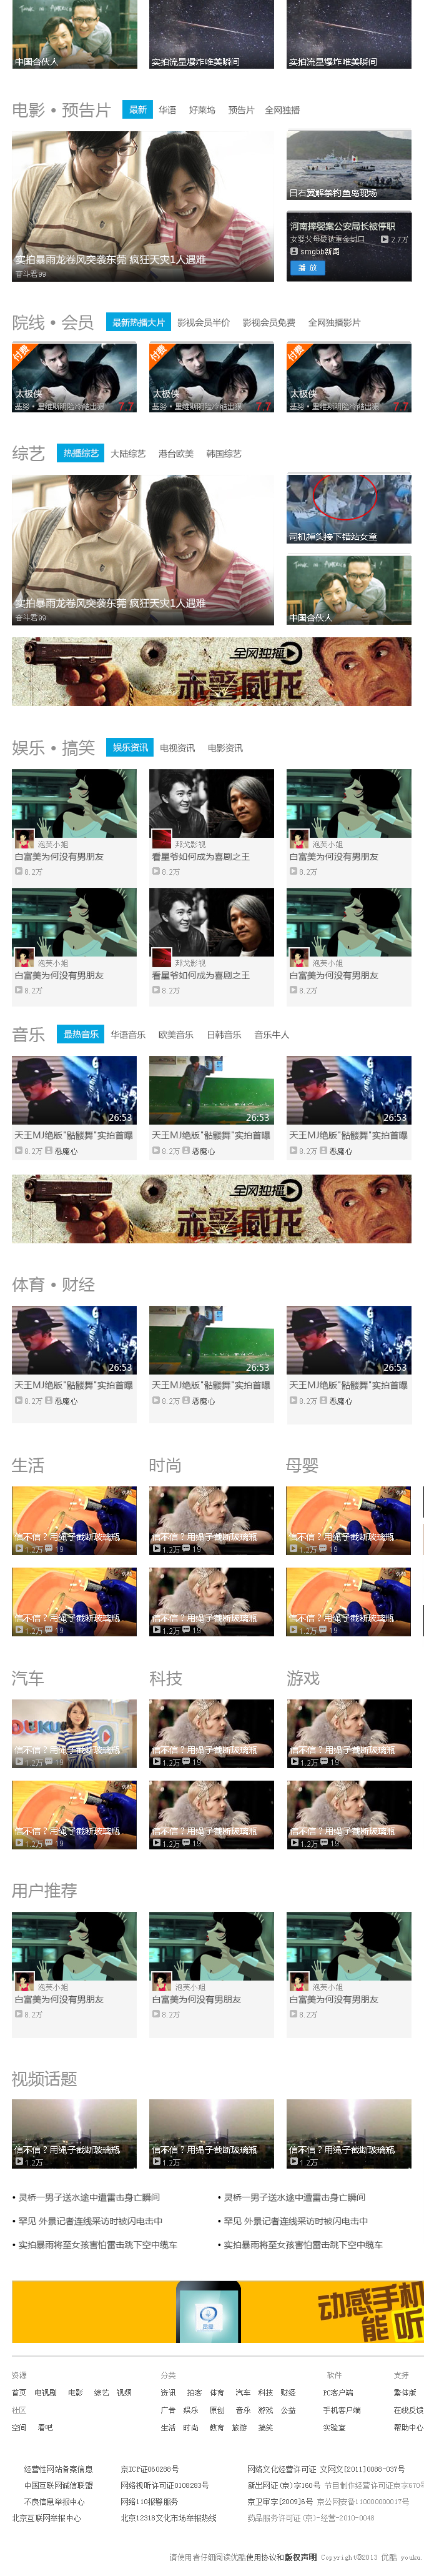 中国合伙人 实拍流星爆炸唯美瞬间 实拍流星爆炸唯美瞬间
电影·预告片 最新 华语 好莱坞 预告片 全网独播
日右翼解禁钓鱼岛现场
河南摔婴案公安局长被停职
女婴父母疑被重金封口 2.7万
smgbb新闻
播放
实拍暴雨龙卷风突袭东莞 疯狂天灾1人遇难
奋斗君99
院线·会员 最新热播大片 影视会员半价 影视会员免费 全网独播影片
付费 付费 付费
太极侠 太极侠 太极侠
7.7 7.7 7.7
综艺 热播综艺 大陆综艺 港台欧美 韩国综艺
司机掉头接下错站女童
实拍暴雨龙卷风突袭东莞 疯狂天灾1人遇难
奋斗君99
中国合伙人
全网独播
赤警威龙
娱乐·搞笑 娱乐资讯 电视资讯 电影资讯
泡芙小姐 邦戈影视 泡芙小姐
白富美为何没有男朋友 看星爷如何成为喜剧之王 白富美为何没有男朋友
8.2万 8.2万 8.2万
泡芙小姐 邦戈影视 泡芙小姐
白富美为何没有男朋友 看星爷如何成为喜剧之王 白富美为何没有男朋友
8.2万 8.2万 8.2万
音乐 最热音乐 华语音乐 欧美音乐 日韩音乐 音乐牛人
26:53 26:53 26:53
天王MJ绝版"骷髅舞"实拍首曝 天王MJ绝版"骷髅舞"实拍首曝 天王MJ绝版"骷髅舞"实拍首曝
8.2万 恶魔心 8.2万 恶魔心 8.2万 恶魔心
全网独播
赤警威龙
体育·财经
26:53 26:53 26:53
天王MJ绝版"骷髅舞"实拍首曝 天王MJ绝版"骷髅舞"实拍首曝 天王MJ绝版"骷髅舞"实拍首曝
8.2万 恶魔心 8.2万 恶魔心 8.2万 恶魔心
生活 时尚 母婴
信不信？用绳子截断玻璃瓶 信不信？用绳子截断玻璃瓶 信不信？用绳子截断玻璃瓶
1.2万 19 1.2万 19 1.2万 19
信不信？用绳子截断玻璃瓶 信不信？用绳子截断玻璃瓶 信不信？用绳子截断玻璃瓶
1.2万 19 1.2万 19 1.2万 19
汽车 科技 游戏
信不信？用绳子截断玻璃瓶 信不信？用绳子截断玻璃瓶 信不信？用绳子截断玻璃瓶
1.2万 19 1.2万 19 1.2万 19
信不信？用绳子截断玻璃瓶 信不信？用绳子截断玻璃瓶 信不信？用绳子截断玻璃瓶
1.2万 19 1.2万 19 1.2万 19
用户推荐
泡芙小姐 泡芙小姐 泡芙小姐
白富美为何没有男朋友 白富美为何没有男朋友 白富美为何没有男朋友
8.2万 8.2万 8.2万
视频话题
信不信？用绳子截断玻璃瓶 信不信？用绳子截断玻璃瓶 信不信？用绳子截断玻璃瓶
1.2万 1.2万 1.2万
• 灵桥一男子送水途中遭雷击身亡瞬间 • 灵桥一男子送水途中遭雷击身亡瞬间
• 罕见 外景记者连线采访时被闪电击中 • 罕见 外景记者连线采访时被闪电击中
• 实拍暴雨将至女孩害怕雷击跳下空中缆车 • 实拍暴雨将至女孩害怕雷击跳下空中缆车
动感手机
能 听
资源 分类 软件 支持
首页 电视剧 电影 综艺 视频 资讯 拍客 体育 汽车 科技 财经 PC客户端 繁体版
社区 广告 娱乐 原创 音乐 游戏 公益 手机客户端 在线反馈
空间 看吧 生活 时尚 教育 旅游 搞笑 实验室 帮助中心
经营性网站备案信息 京ICP证060288号 网络文化经营许可证 文网文[2011]0088-037号
中国互联网诚信联盟 网络视听许可证0108283号 新出网证(京)字160号 节目制作经营许可证京字670号
不良信息举报中心 网络110报警服务 京卫审字[2009]6号 京公网安备110000000017号
北京互联网举报中心 北京12318文化市场举报热线 药品服务许可证(京)-经营-2010-0048
请使用者仔细阅读优酷使用协议和版权声明 Copyright©2013 优酷 youku.